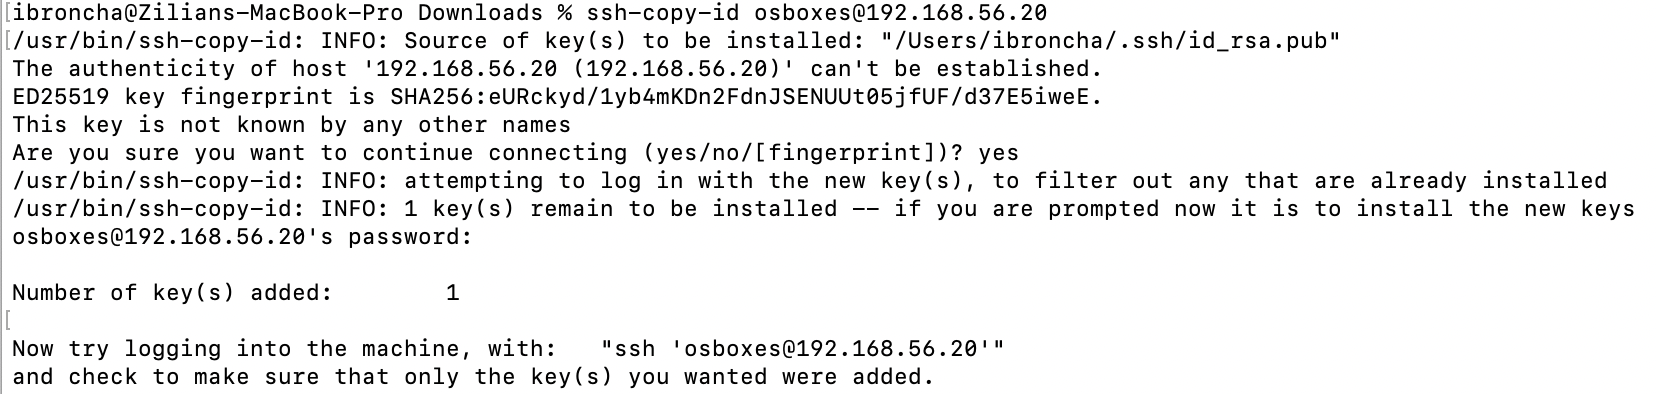 ibroncha@Zilians-MacBook-Pro Downloads % ssh-copy-id osboxes@192.168.56.20
/usr/bin/ssh-copy-id: INFO: Source of key(s) to be installed: "/Users/ibroncha/.ssh/id_rsa.pub"
The authenticity of host '192.168.56.20 (192.168.56.20)' can't be established.
ED25519 key fingerprint is SHA256:eURckyd/1yb4mKDn2FdnJSENUUt05jfUF/d37E5iweE.
This key is not known by any other names
Are you sure you want to continue connecting (yes/no/[fingerprint])? yes
/usr/bin/ssh-copy-id: INFO: attempting to log in with the new key(s), to filter out any that are already installed
/usr/bin/ssh-copy-id: INFO: 1 key(s) remain to be installed -- if you are prompted now it is to install the new keys
osboxes@192.168.56.20's password:
Number of key(s) added:        1
Now try logging into the machine, with:   "ssh 'osboxes@192.168.56.20'"
and check to make sure that only the key(s) you wanted were added.